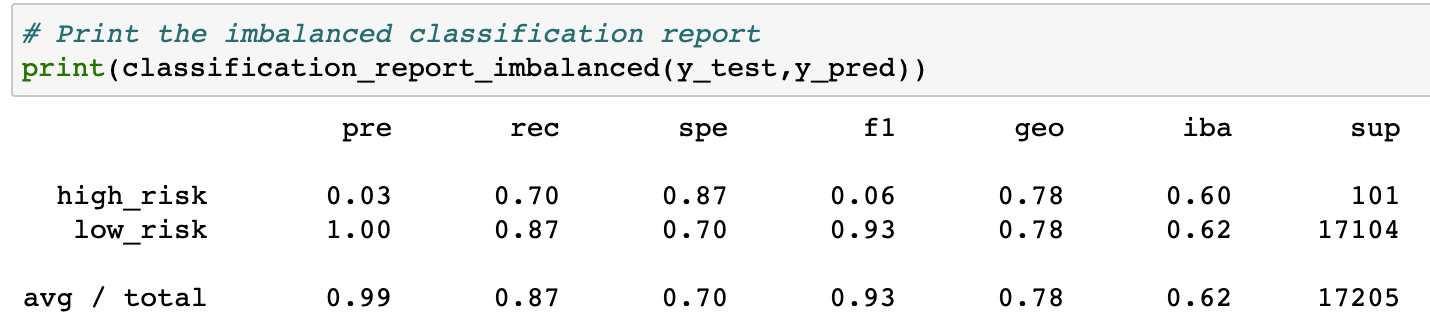 # Print the imbalanced classification report
print(classification_report_imbalanced(y_test,y_pred))
pre rec spe f1 geo iba sup
high_risk 0.03 0.70 0.87 0.06 0.78 0.60 101
low_risk 1.00 0.87 0.70 0.93 0.78 0.62 17104
avg / total 0.99 0.87 0.70 0.93 0.78 0.62 17205